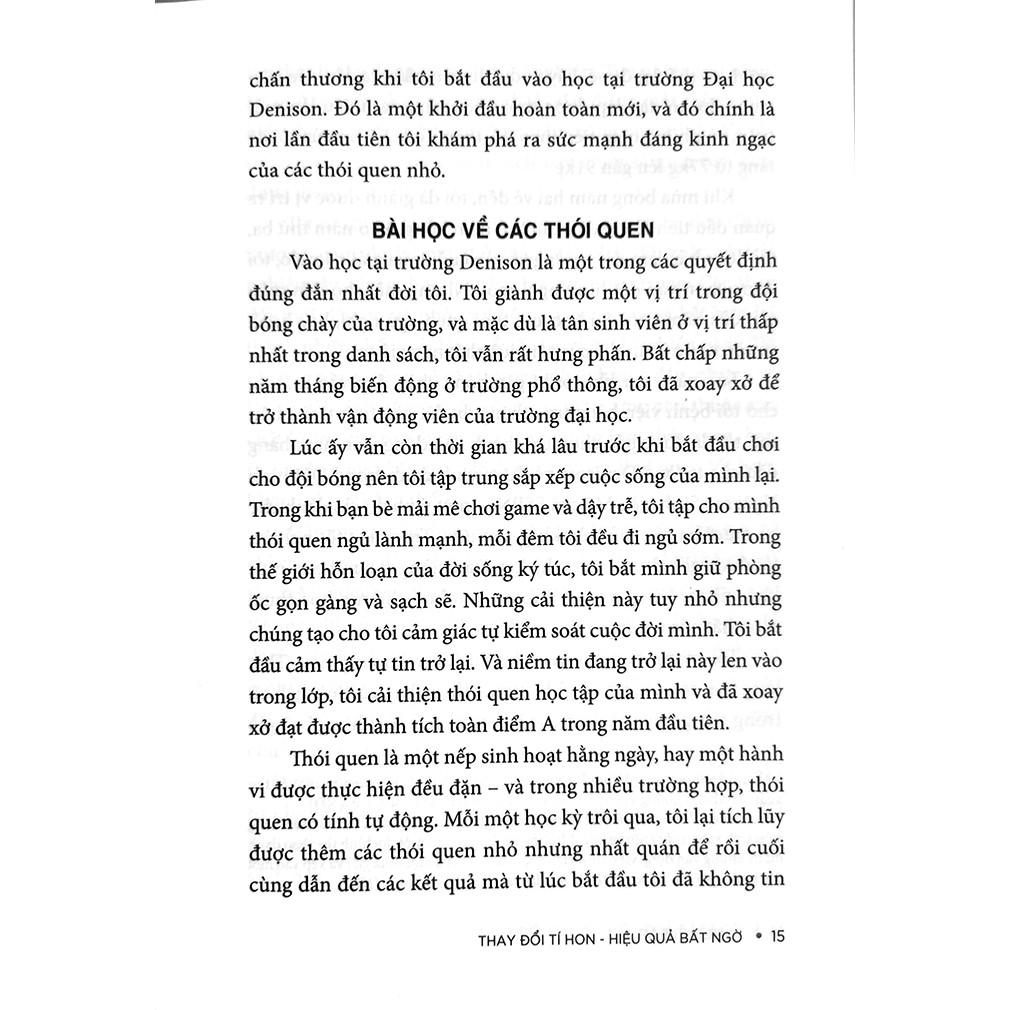 chấn thương khi tôi bắt đầu vào học tại trường Đại học
Denison. Đó là một khởi đầu hoàn toàn mới, và đó chính là
nơi lần đầu tiên tôi khám phá ra sức mạnh đáng kinh ngạc
của các thói quen nhỏ.
BÀI HỌC VỀ CÁC THÓI QUEN
Vào học tại trường Denison là một trong các quyết định
đúng đắn nhất đời tôi. Tôi giành được một vị trí trong đội
bóng chày của trường, và mặc dù là tân sinh viên ở vị trí thấp
nhất trong danh sách, tôi vẫn rất hưng phấn. Bất chấp những
năm tháng biến động ở trường phổ thông, tôi đã xoay xở để
trở thành vận động viên của trường đại học.
Lúc ấy vẫn còn thời gian khá lâu trước khi bắt đầu chơi
cho đội bóng nên tôi tập trung sắp xếp cuộc sống của mình lại.
Trong khi bạn bè mải mê chơi game và dậy trễ, tôi tập cho mình
thói quen ngủ lành mạnh, mỗi đêm tôi đều đi ngủ sớm. Trong
thế giới hỗn loạn của đời sống ký túc, tôi bắt mình giữ phòng
ốc gọn gàng và sạch sẽ. Những cải thiện này tuy nhỏ nhưng
chúng tạo cho tôi cảm giác tự kiểm soát cuộc đời mình. Tôi bắt
đầu cảm thấy tự tin trở lại. Và niềm tin đang trở lại này len vào
trong lớp, tôi cải thiện thói quen học tập của mình và đã xoay
xở đạt được thành tích toàn điểm A trong năm đầu tiên.
Thói quen là một nếp sinh hoạt hằng ngày, hay một hành
vi được thực hiện đều đặn – và trong nhiều trường hợp, thói
quen có tính tự động. Mỗi một học kỳ trôi qua, tôi lại tích lũy
được thêm các thói quen nhỏ nhưng nhất quán để rồi cuối
cùng dẫn đến các kết quả mà từ lúc bắt đầu tôi đã không tin
THAY ĐỔI TÍ HON - HIỆU QUẢ BẤT NGỜ • 15